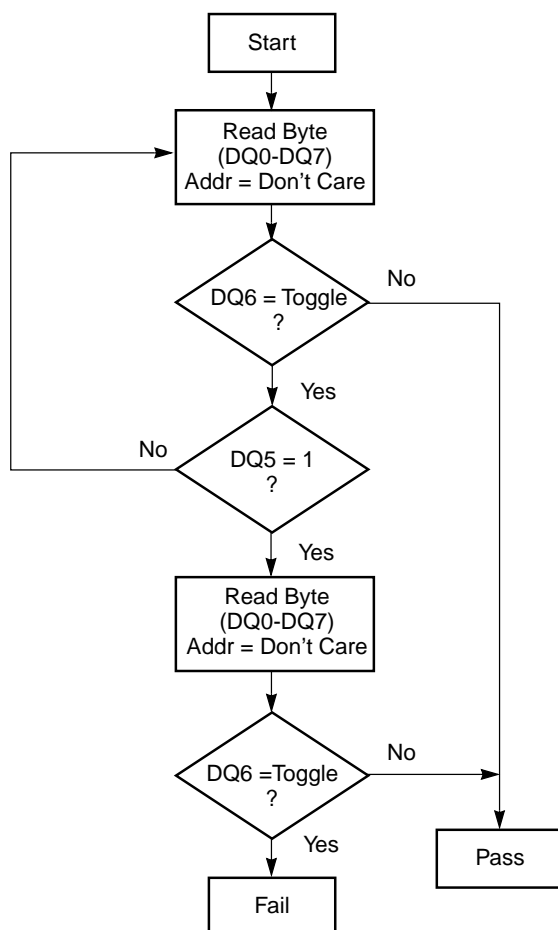 Start
Read Byte
(DQ0-DQ7)
Addr = Don't Care
DQ6 = Toggle
?
No
Yes
No
DQ5 = 1
?
Yes
Read Byte
(DQ0-DQ7)
Addr = Don't Care
DQ6 =Toggle
?
No
Yes
Pass
Fail